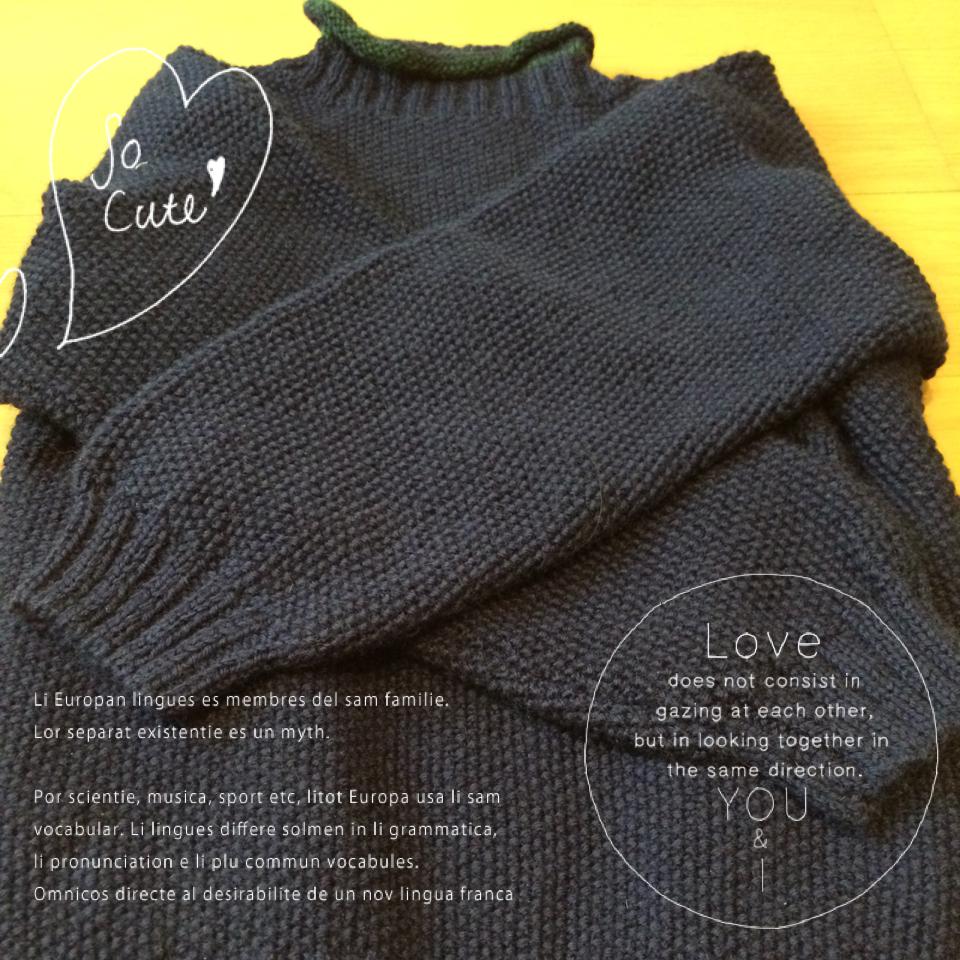 So
Cute
Li Europan lingues es membres del sam familie.
Lor separat existentie es un myth.
Por scientie, musica, sport etc, litot Europa usa li sam
vocabular. Li lingues differe solmen in li grammatica,
li pronunciation e li plu commun vocabules.
Omnicos directe al desirabilite de un nov lingua franca
Love
does not consist in
gazing at each other,
but in looking together in
the same direction.
YOU
&
I